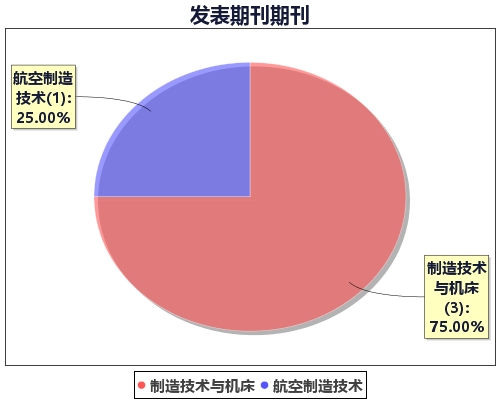 发表期刊期刊
航空制造
技术(1):
25.00%
制造技术
与机床
(3):
75.00%
制造技术与机床 航空制造技术